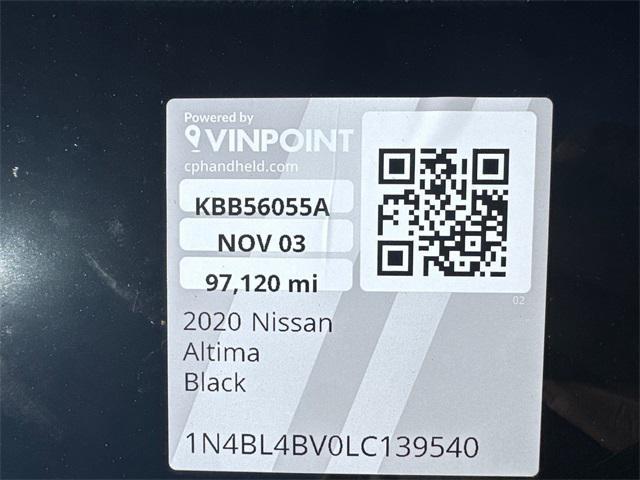 Powered by
VINPOINT
cphandheld.com
KBB56055A
NOV 03
97,120 mi
02
2020 Nissan
Altima
Black
1N4BL4BV0LC139540